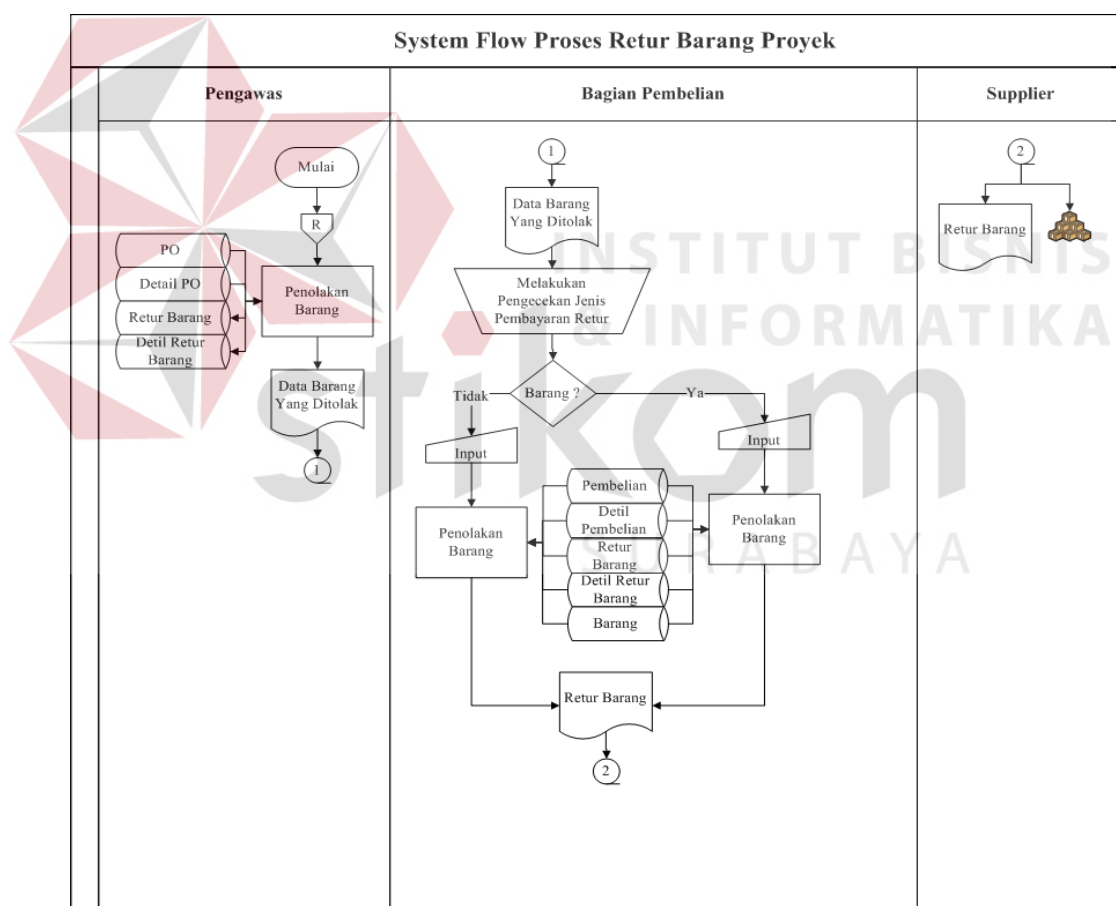 System Flow Proses Retur Barang Proyek
Pengawas
Bagian Pembelian
Supplier
Mulai
R
PO
Detail PO
Retur Barang
Detil Retur
Barang
Penolakan
Barang
Data Barang
Yang Ditolak
1
1
Data Barang
Yang Ditolak
Melakukan
Pengecekan Jenis
Pembayaran Retur
Barang ?
Tidak
Ya
Input
Input
Penolakan
Barang
Pembelian
Detil
Pembelian
Retur
Barang
Detil Retur
Barang
Barang
Penolakan
Barang
Retur Barang
2
2
Retur Barang
INSTITUT BISNIS
& INFORMATIKA
stikom
SURABAYA